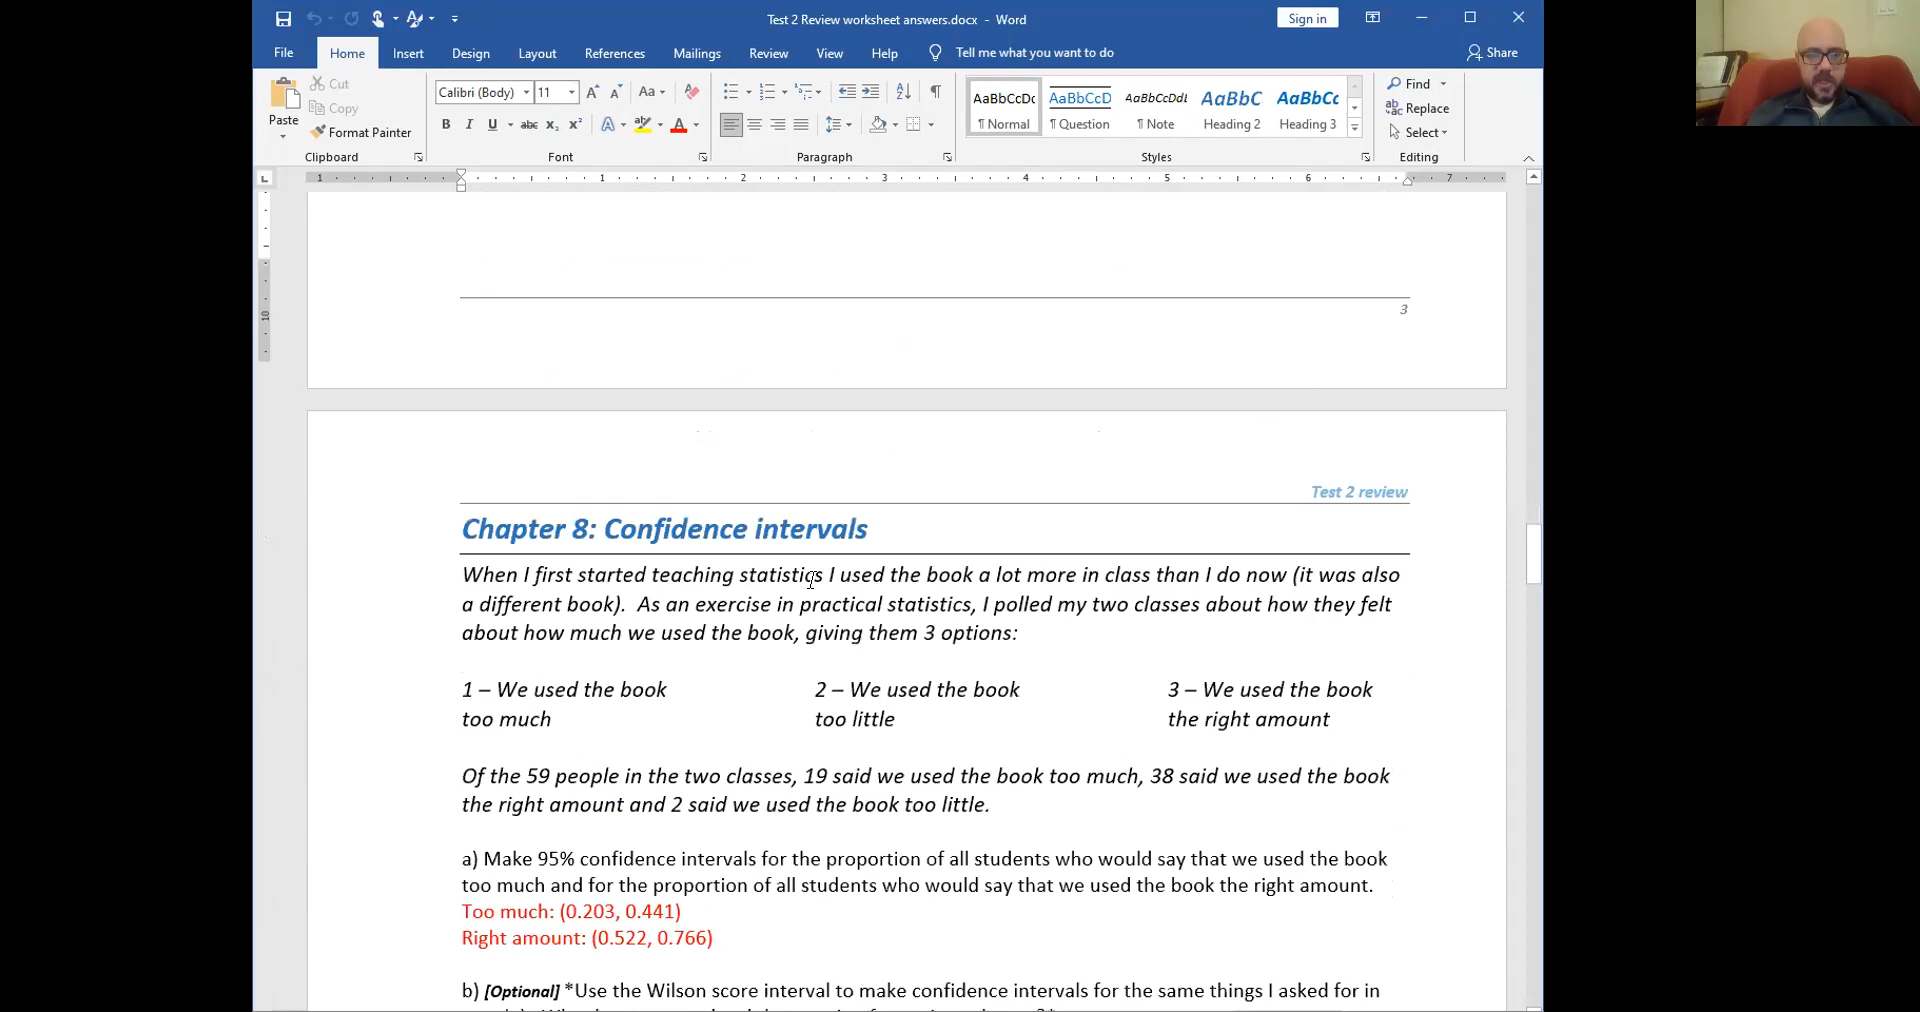 Test 2 Review worksheet answers.docx - Word
Sign in
File Home Insert Design Layout References Mailings Review View Help Tell me what you want to do Share
Paste
Cut
Copy
Format Painter
Clipboard
Calibri (Body) 11
Font
Paragraph
AaBbCcDc AaBbCcD AaBbCcDdl AaBbC AaBbCc
¶ Normal ¶ Question ¶ Note Heading 2 Heading 3
Styles
Find
Replace
Select
Editing
1 1 2 3 4 5 6 7
10
3
Test 2 review
Chapter 8: Confidence intervals
When I first started teaching statistics I used the book a lot more in class than I do now (it was also
a different book). As an exercise in practical statistics, I polled my two classes about how they felt
about how much we used the book, giving them 3 options:
1 – We used the book
too much
2 – We used the book
too little
3 – We used the book
the right amount
Of the 59 people in the two classes, 19 said we used the book too much, 38 said we used the book
the right amount and 2 said we used the book too little.
a) Make 95% confidence intervals for the proportion of all students who would say that we used the book
too much and for the proportion of all students who would say that we used the book the right amount.
Too much: (0.203, 0.441)
Right amount: (0.522, 0.766)
b) [Optional] *Use the Wilson score interval to make confidence intervals for the same things I asked for in